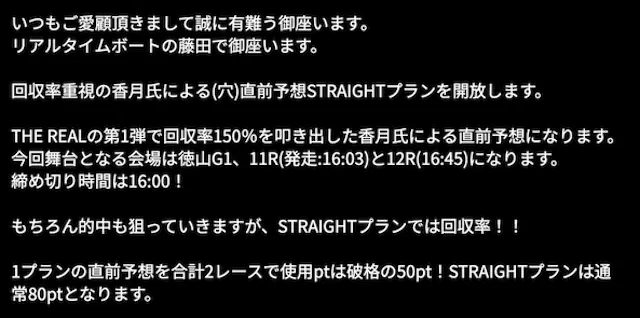 いつもご愛顧頂きまして誠に有難う御座います。
リアルタイムボートの藤田で御座います。
回収率重視の香月氏による(穴)直前予想STRAIGHTプランを開放します。
THE REALの第1弾で回収率150%を叩き出した香月氏による直前予想になります。
今回舞台となる会場は徳山G1、11R(発走:16:03)と12R(16:45)になります。
締め切り時間は16:00！
もちろん的中も狙っていきますが、STRAIGHTプランでは回収率！！
1プランの直前予想を合計2レースで使用ptは破格の50pt！STRAIGHTプランは通
常80ptとなります。